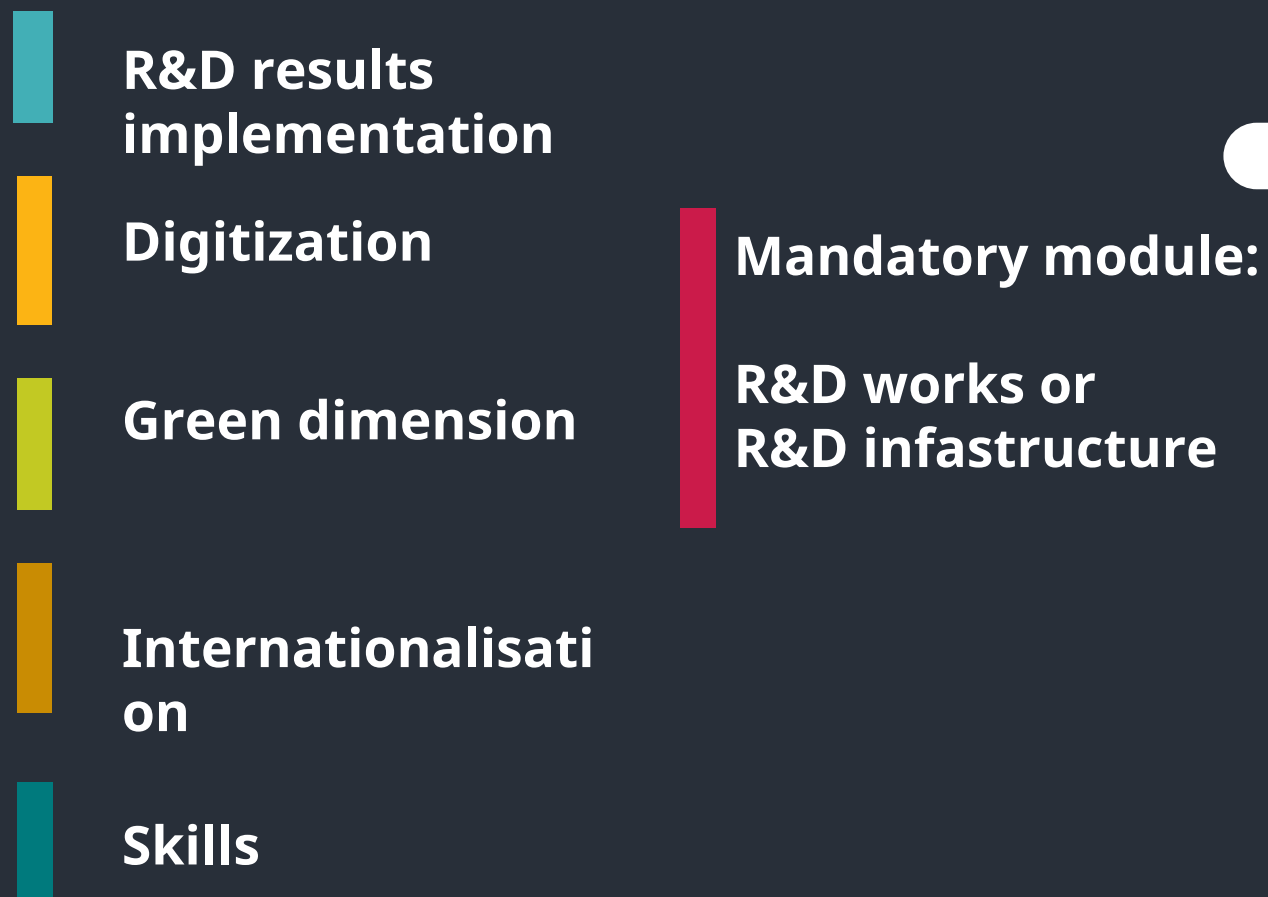 R&D results
implementation
Digitization
Green dimension
Internationalisati
on
Skills
Mandatory module:
R&D works or
R&D infastructure